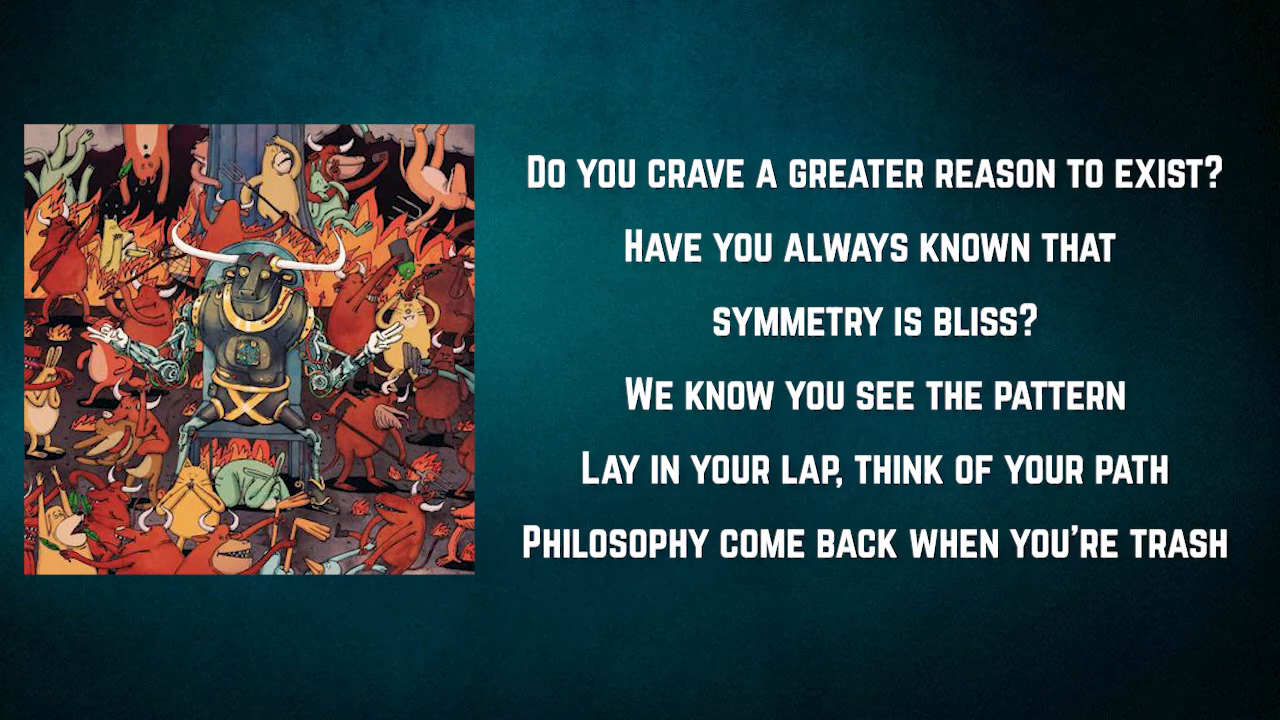 Do you crave a greater reason to exist?
Have you always known that
symmetry is bliss?
We know you see the pattern
Lay in your lap, think of your path
Philosophy come back when you're trash